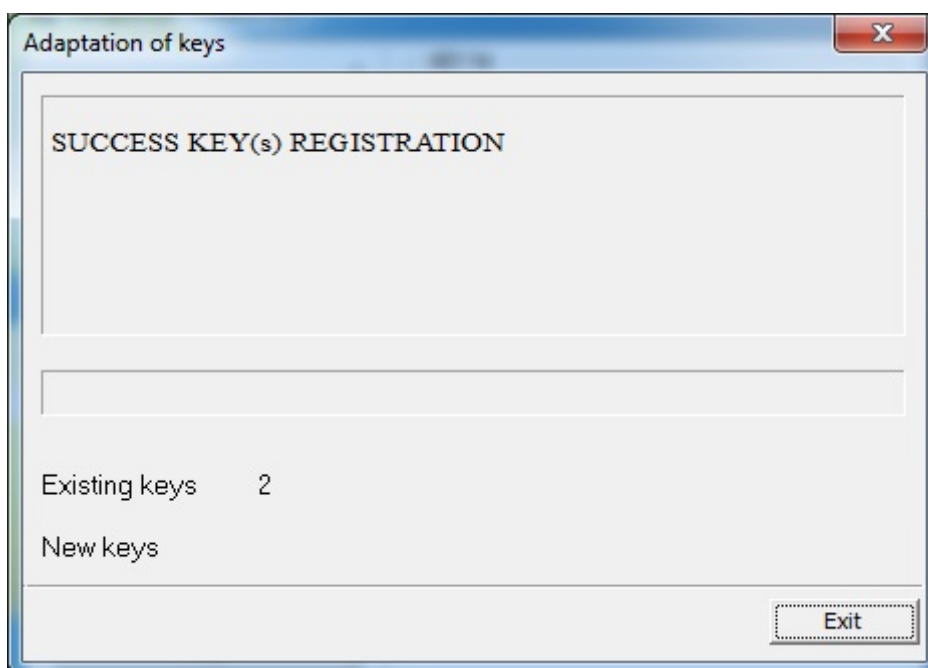 Adaptation of keys
SUCCESS KEY(s) REGISTRATION
Existing keys 2
New keys
Exit